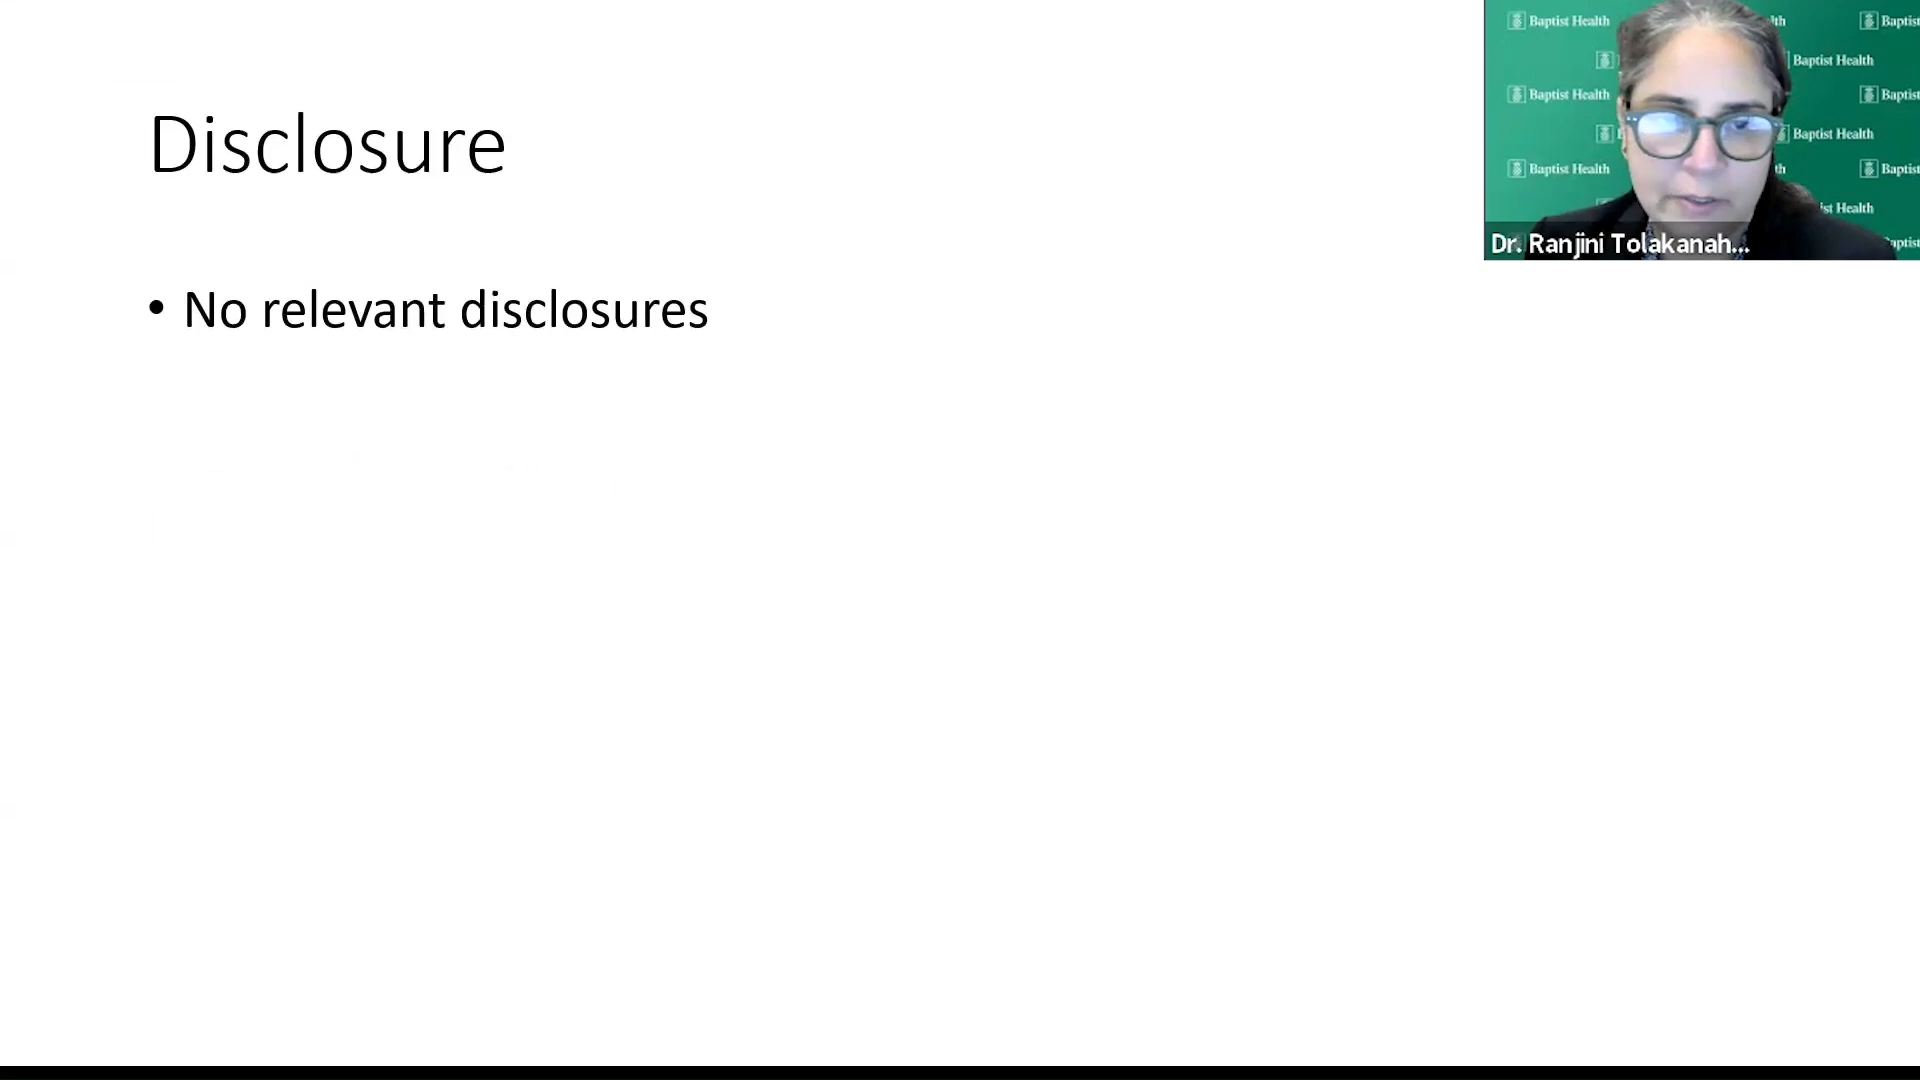 Disclosure
• No relevant disclosures
Baptist Health
Baptist
Baptist Health
Baptist Health
Baptist
Baptist Health
Baptist Health
Baptist
Dr. Ranjini Tolakanah...